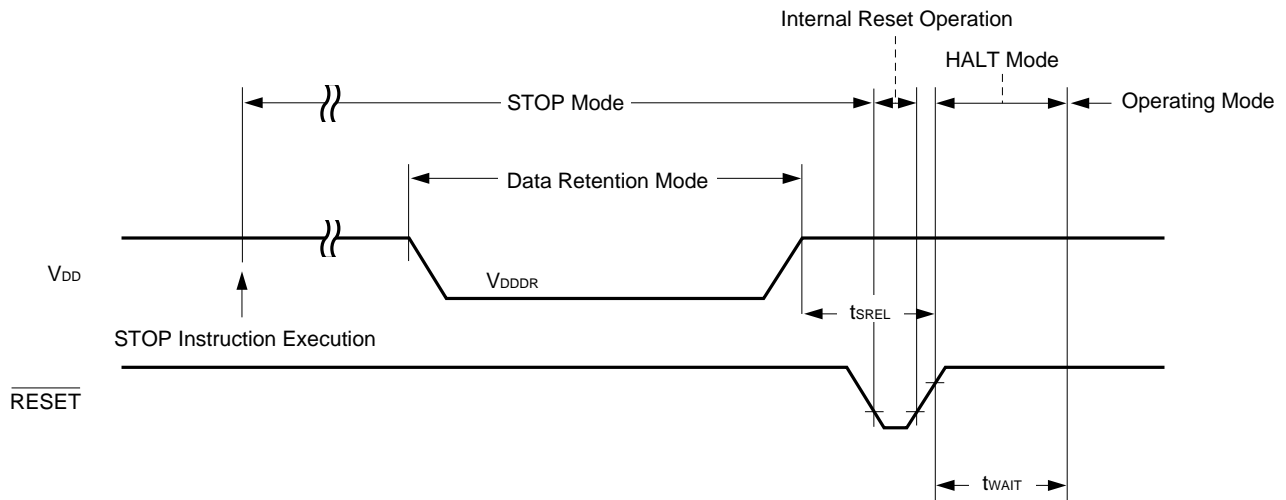 Internal Reset Operation
HALT Mode
STOP Mode
Operating Mode
Data Retention Mode
VDD
VDDDR
tSREL
STOP Instruction Execution
RESET
tWAIT